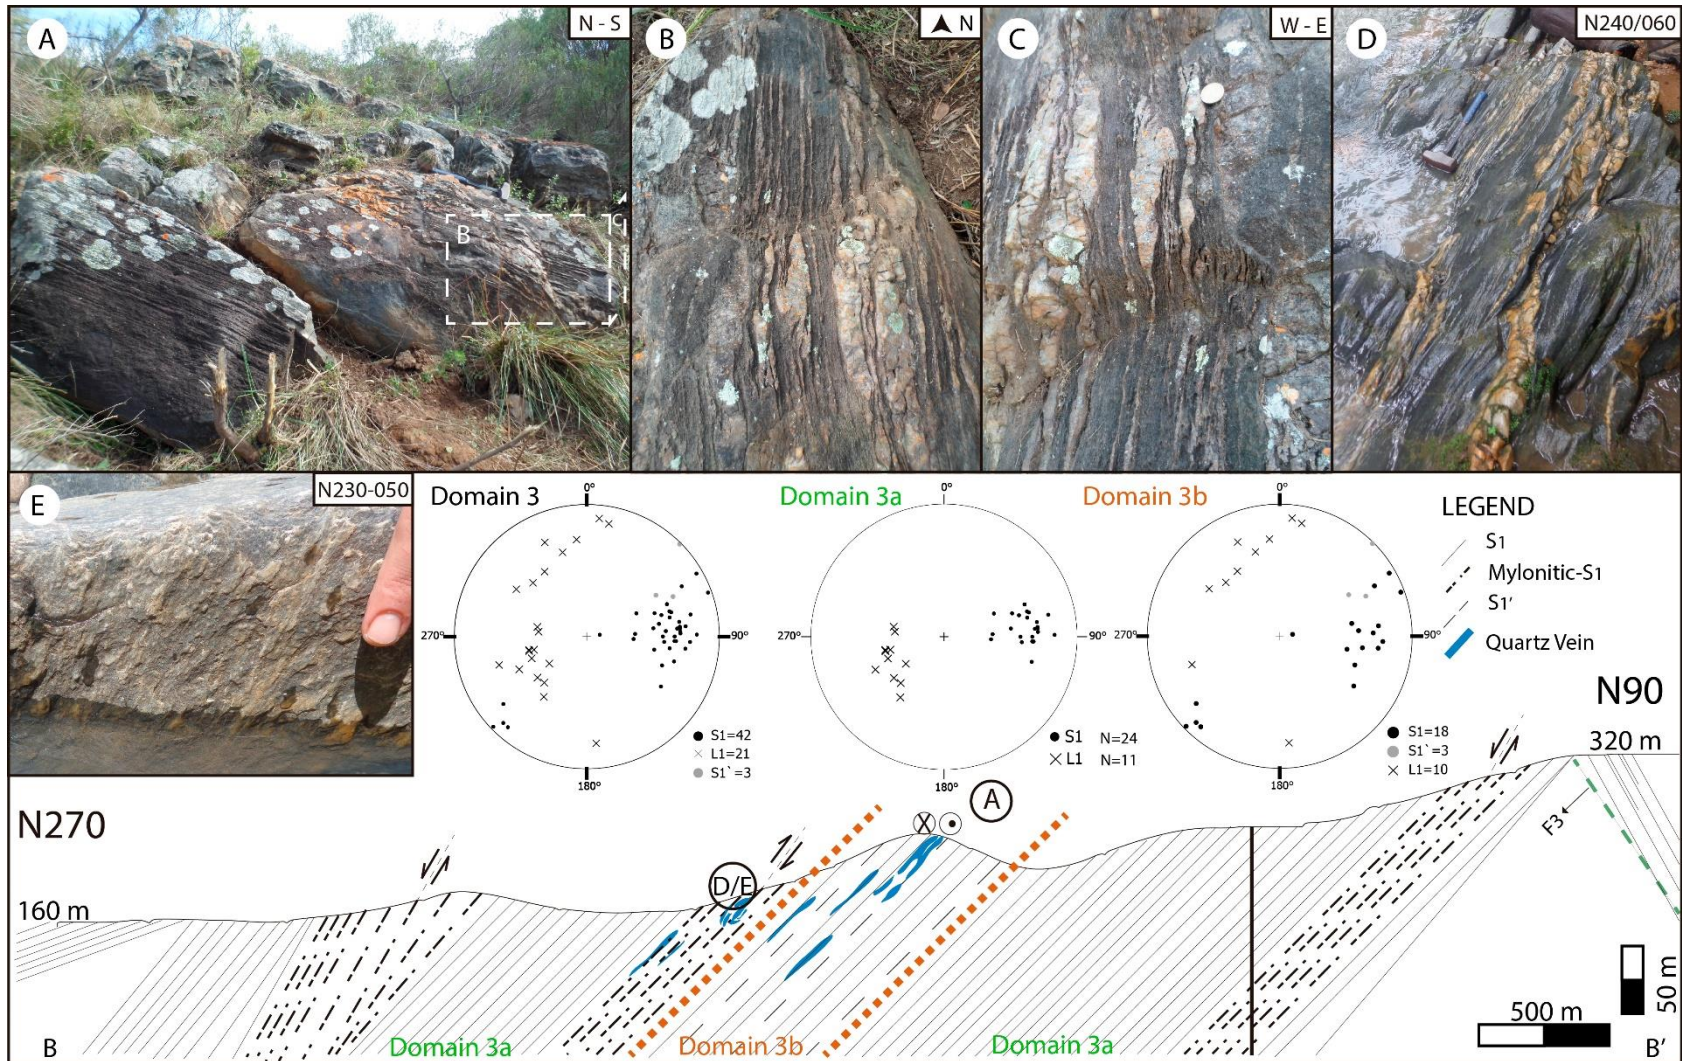 A
N - S
B
C
B
N
C
W - E
D
N240/060
E
N230-050
Domain 3
0°
270°
90°
180°
S1=42
L1=21
S1`=3
Domain 3a
0°
270°
90°
180°
S1 N=24
L1 N=11
Domain 3b
0°
270°
90°
180°
S1=18
S1`=3
L1=10
LEGEND
S1
Mylonitic-S1
S1'
Quartz Vein
N270
N90
160 m
320 m
D/E
X
A
F3
B
Domain 3a
Domain 3b
Domain 3a
500 m
50 m
B'